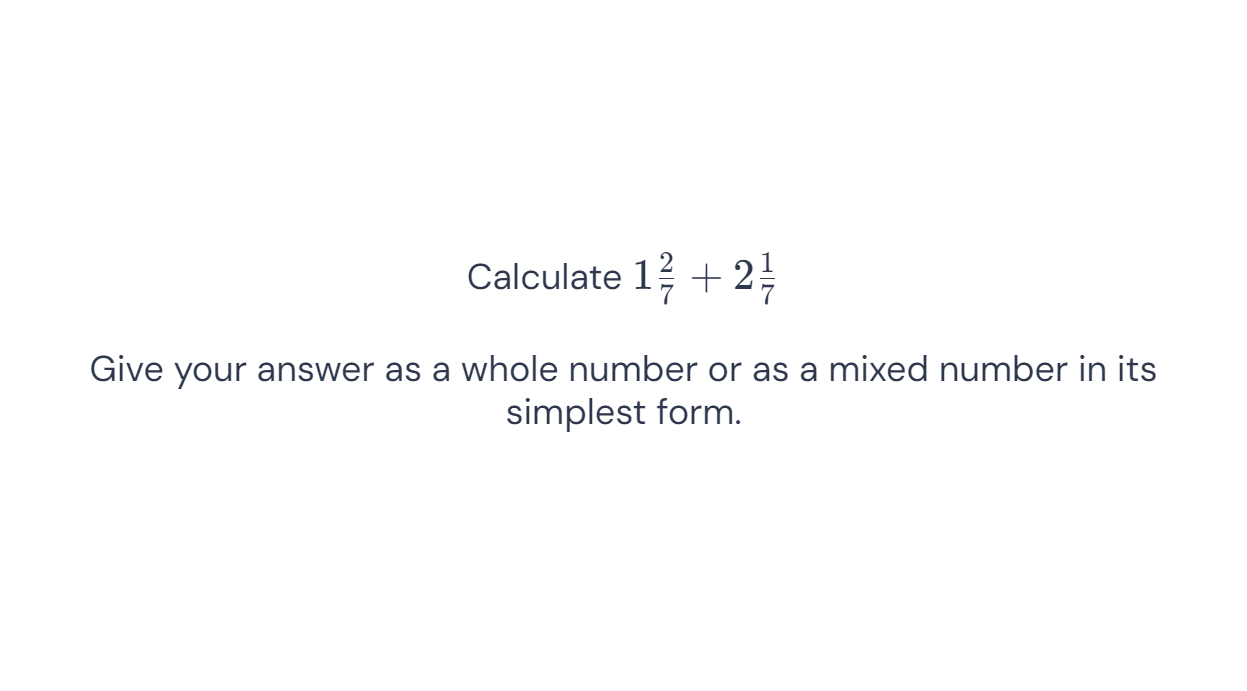 Calculate $1\frac{2}{7} + 2\frac{1}{7}$
Give your answer as a whole number or as a mixed number in its
simplest form.